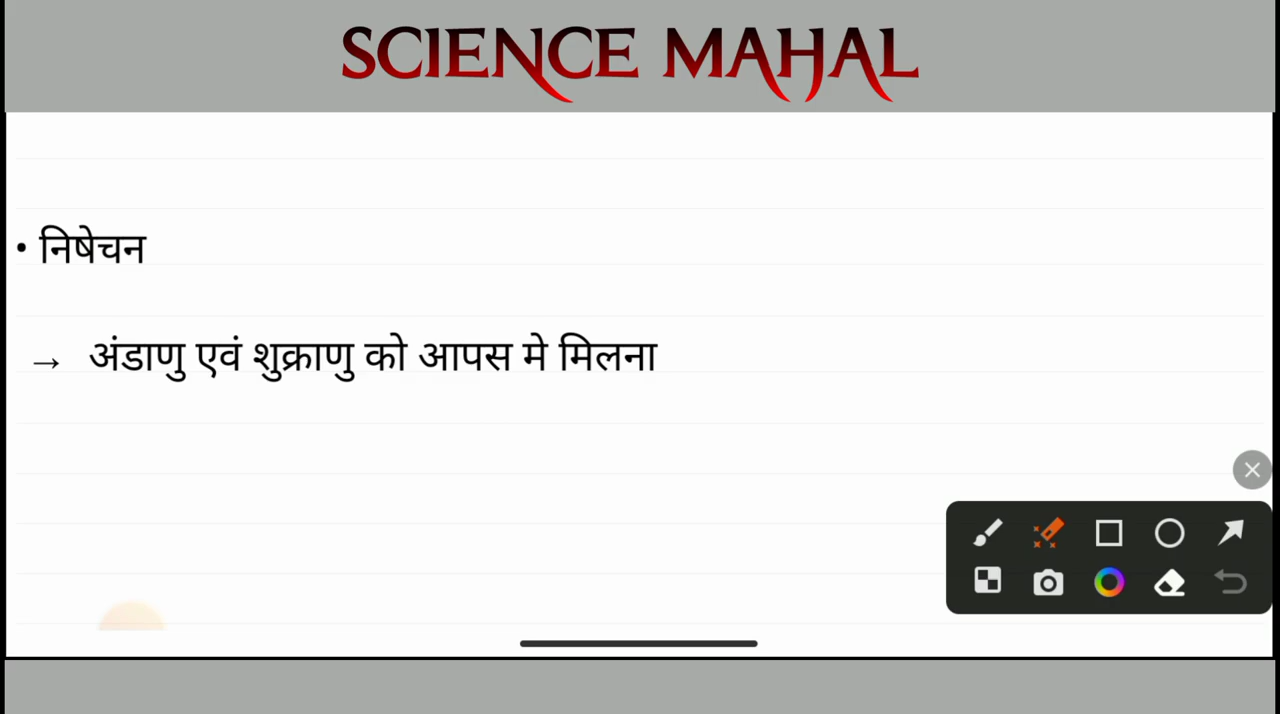 SCIENCE MAHAL
• निषेचन
→ अंडाणु एवं शुक्राणु को आपस मे मिलना